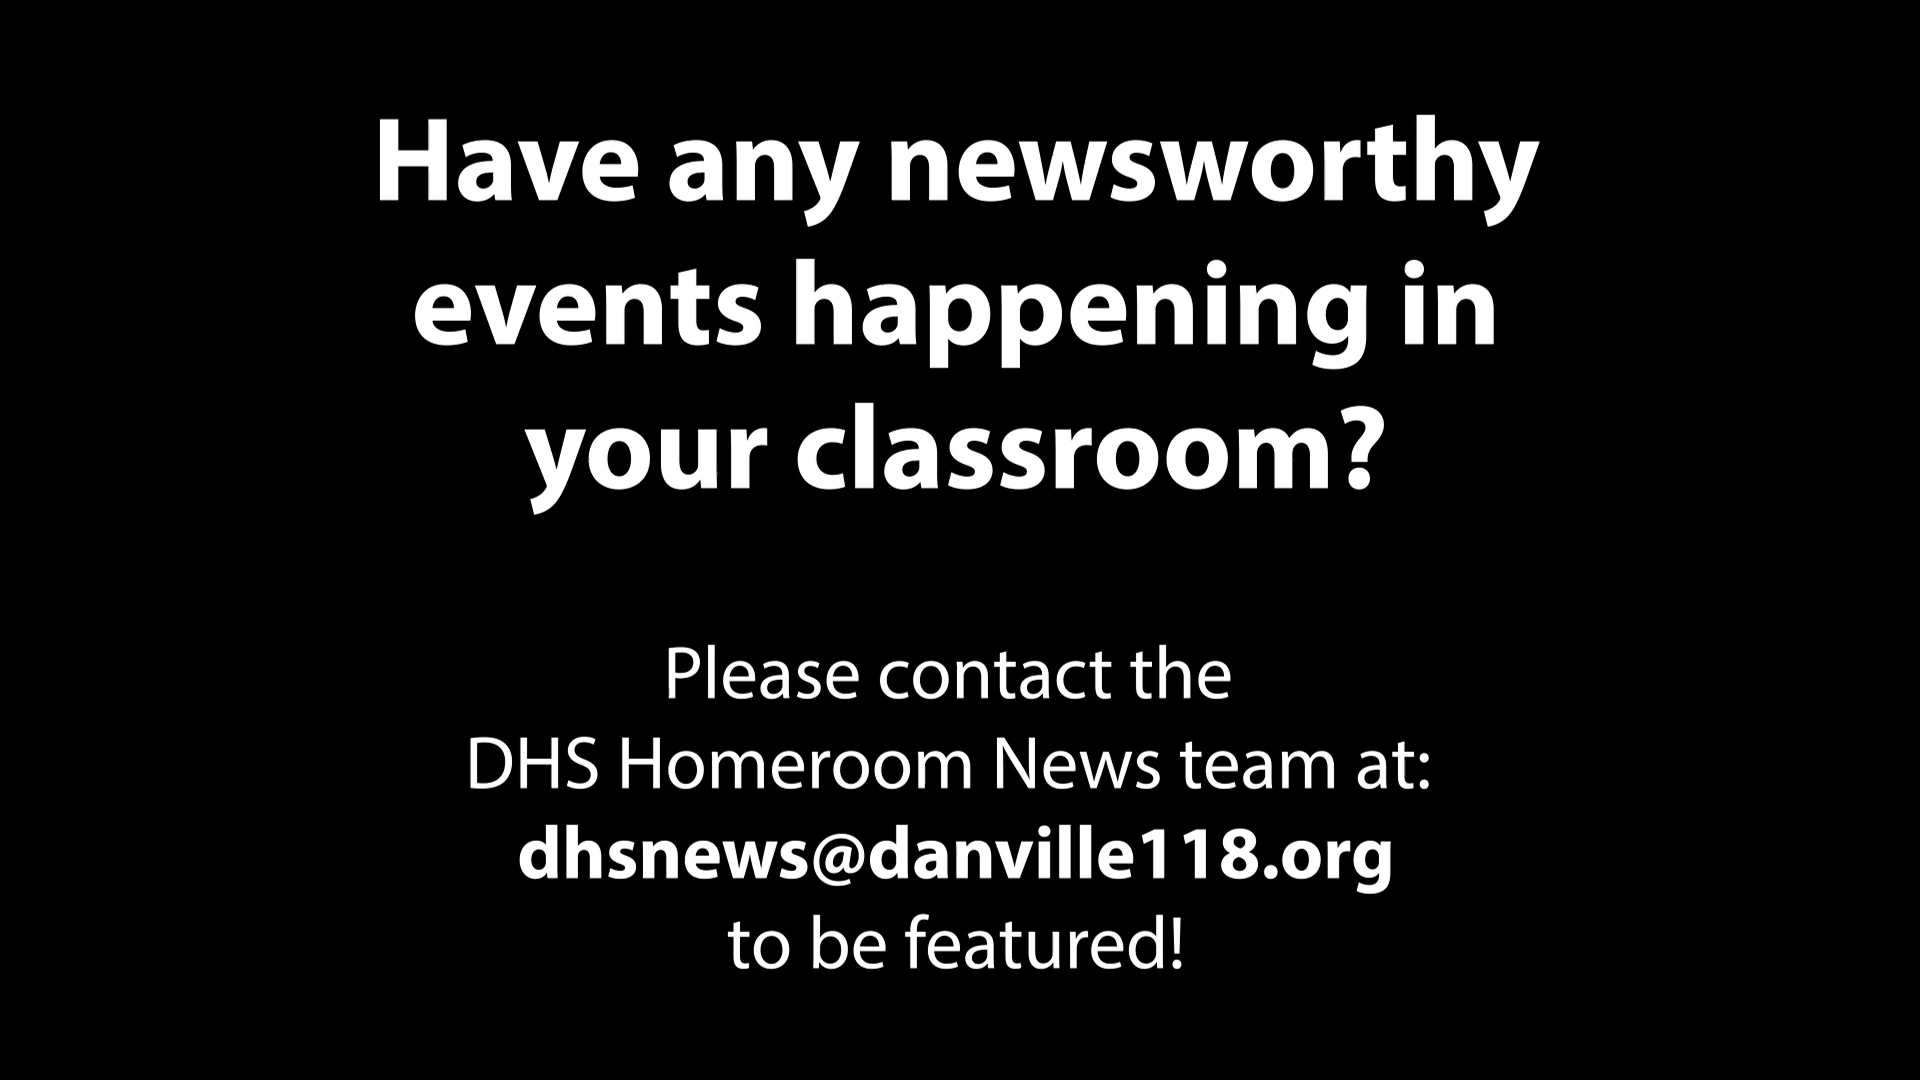 Have any newsworthy
events happening in
your classroom?
Please contact the
DHS Homeroom News team at:
dhsnews@danville118.org
to be featured!